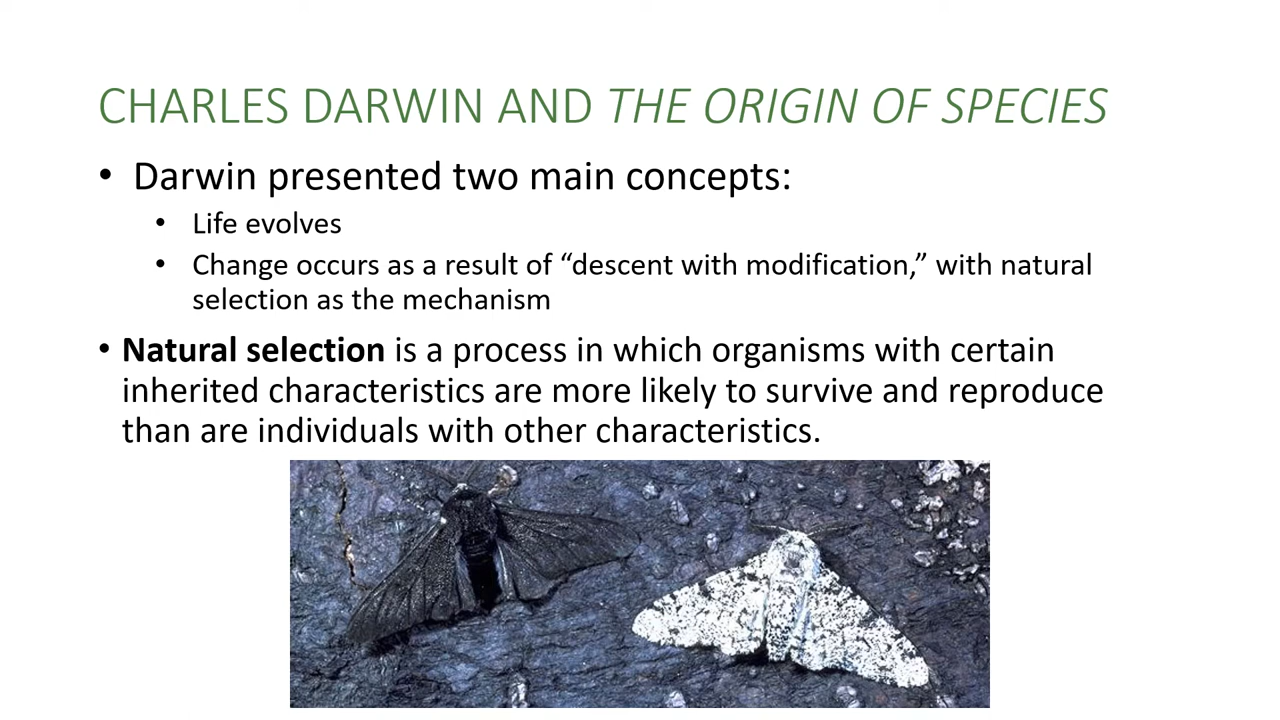 CHARLES DARWIN AND THE ORIGIN OF SPECIES
• Darwin presented two main concepts:
• Life evolves
• Change occurs as a result of “descent with modification,” with natural
selection as the mechanism
• Natural selection is a process in which organisms with certain
inherited characteristics are more likely to survive and reproduce
than are individuals with other characteristics.